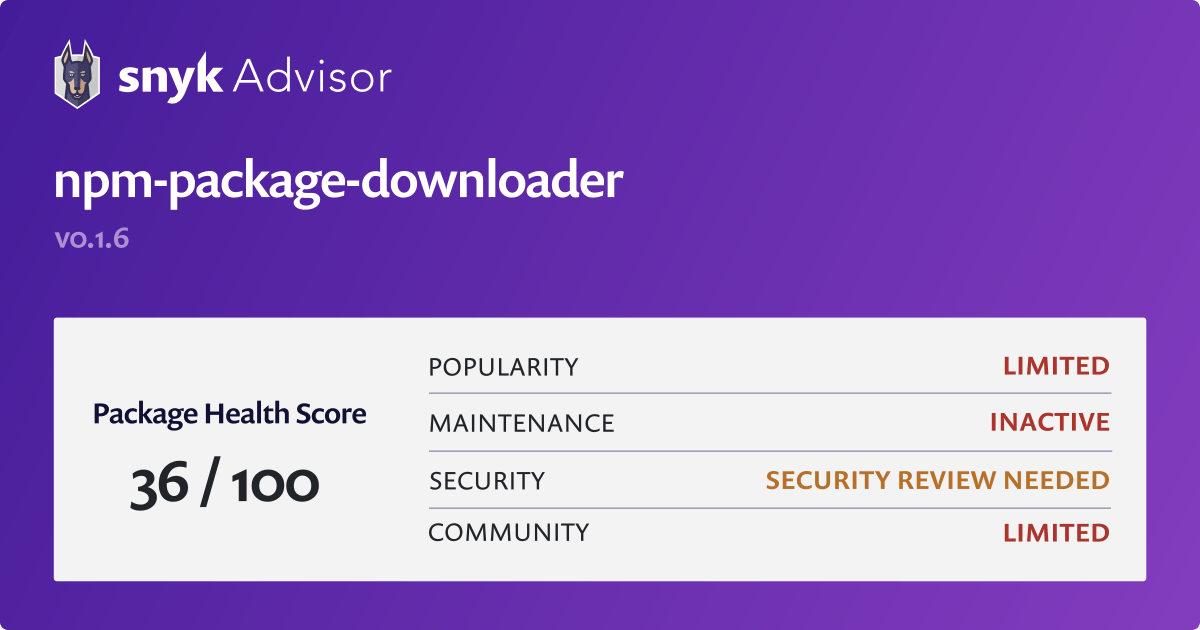 snyk Advisor
npm-package-downloader
v0.1.6
Package Health Score
36 / 100
POPULARITY LIMITED
MAINTENANCE INACTIVE
SECURITY SECURITY REVIEW NEEDED
COMMUNITY LIMITED